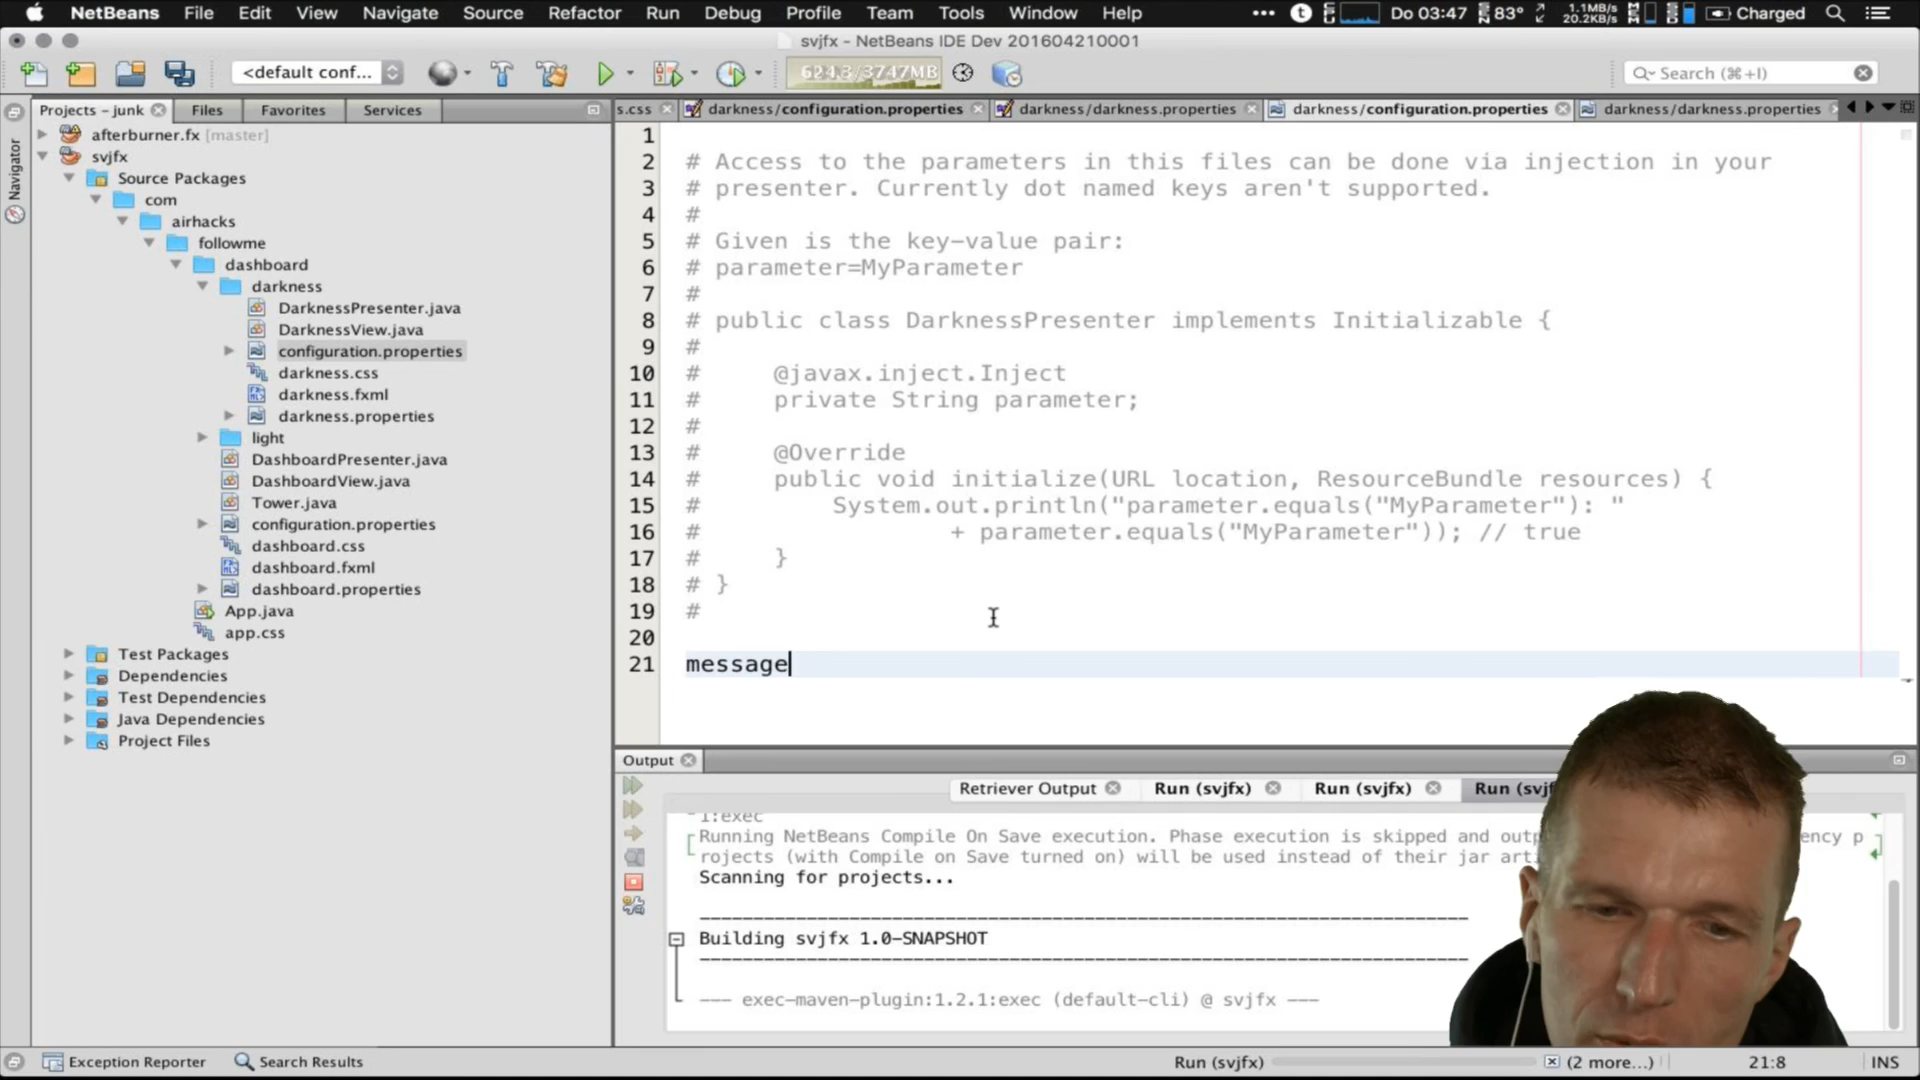 NetBeans File Edit View Navigate Source Refactor Run Debug Profile Team Tools Window Help ••• Do 03:47 83° 1.1MB/s 20.2KB/s Charged
svjfx - NetBeans IDE Dev 201604210001
<default conf... 624.3/3747MB Search (⌘+I)
Projects - junk Files Favorites Services
s.css darkness/configuration.properties darkness/darkness.properties darkness/configuration.properties darkness/darkness.properties
Navigator
afterburner.fx [master]
svjfx
Source Packages
com
airhacks
followme
dashboard
darkness
DarknessPresenter.java
DarknessView.java
configuration.properties
darkness.css
darkness.fxml
darkness.properties
light
DashboardPresenter.java
DashboardView.java
Tower.java
configuration.properties
dashboard.css
dashboard.fxml
dashboard.properties
App.java
app.css
Test Packages
Dependencies
Test Dependencies
Java Dependencies
Project Files
1
2 # Access to the parameters in this files can be done via injection in your
3 # presenter. Currently dot named keys aren't supported.
4 #
5 # Given is the key-value pair:
6 # parameter=MyParameter
7 #
8 # public class DarknessPresenter implements Initializable {
9 #
10 #     @javax.inject.Inject
11 #     private String parameter;
12 #
13 #     @Override
14 #     public void initialize(URL location, ResourceBundle resources) {
15 #         System.out.println("parameter.equals("MyParameter"): "
16 #                 + parameter.equals("MyParameter")); // true
17 #     }
18 # }
19 #
20
21 message
Output
Retriever Output Run (svjfx) Run (svjfx) Run (svjf
1:exec
Running NetBeans Compile On Save execution. Phase execution is skipped and outp ency p
rojects (with Compile on Save turned on) will be used instead of their jar arti
Scanning for projects...
------------------------------------------------------------------------
Building svjfx 1.0-SNAPSHOT
------------------------------------------------------------------------
--- exec-maven-plugin:1.2.1:exec (default-cli) @ svjfx ---
Exception Reporter Search Results Run (svjfx) (2 more...) 21:8 INS